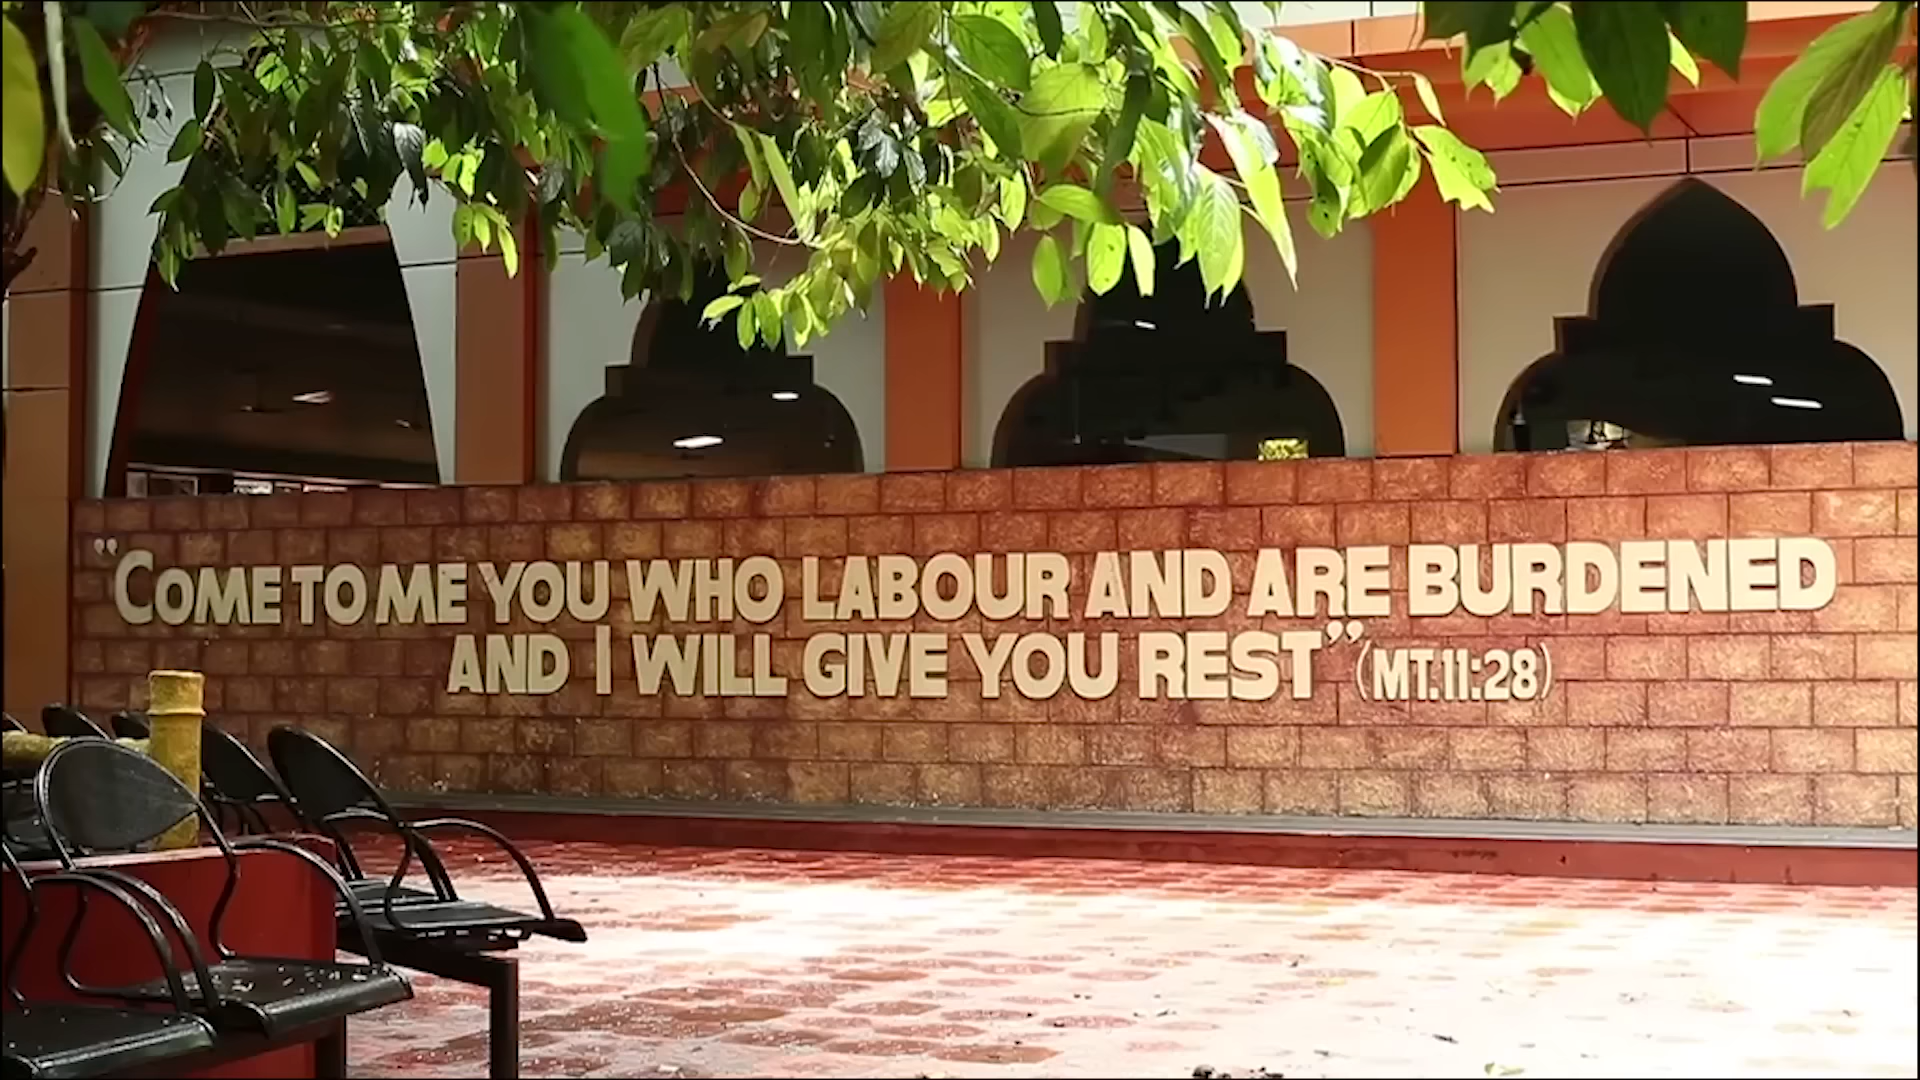 "COME TO ME YOU WHO LABOUR AND ARE BURDENED
AND I WILL GIVE YOU REST" (MT.11:28)